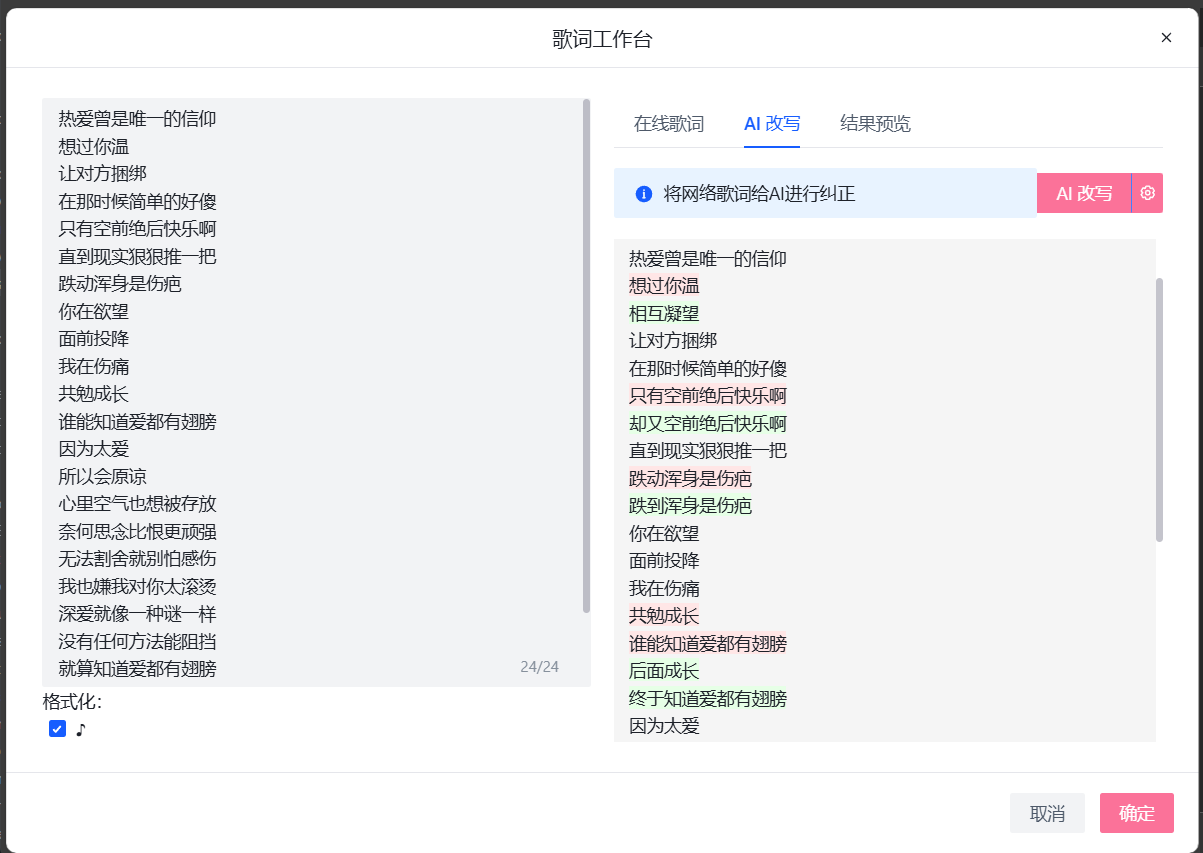 歌词工作台
热爱曾是唯一的信仰
想过你温
让对方捆绑
在那时候简单的好傻
只有空前绝后快乐啊
直到现实狠狠推一把
跌动浑身是伤疤
你在欲望
面前投降
我在伤痛
共勉成长
谁能知道爱都有翅膀
因为太爱
所以会原谅
心里空气也想被存放
奈何思念比恨更顽强
无法割舍就别怕感伤
我也嫌我对你太滚烫
深爱就像一种谜一样
没有任何方法能阻挡
就算知道爱都有翅膀
24/24
格式化：
♪
在线歌词
AI 改写
结果预览
将网络歌词给AI进行纠正
AI 改写
热爱曾是唯一的信仰
想过你温
相互凝望
让对方捆绑
在那时候简单的好傻
只有空前绝后快乐啊
却又空前绝后快乐啊
直到现实狠狠推一把
跌动浑身是伤疤
跌到浑身是伤疤
你在欲望
面前投降
我在伤痛
共勉成长
谁能知道爱都有翅膀
后面成长
终于知道爱都有翅膀
因为太爱
取消
确定